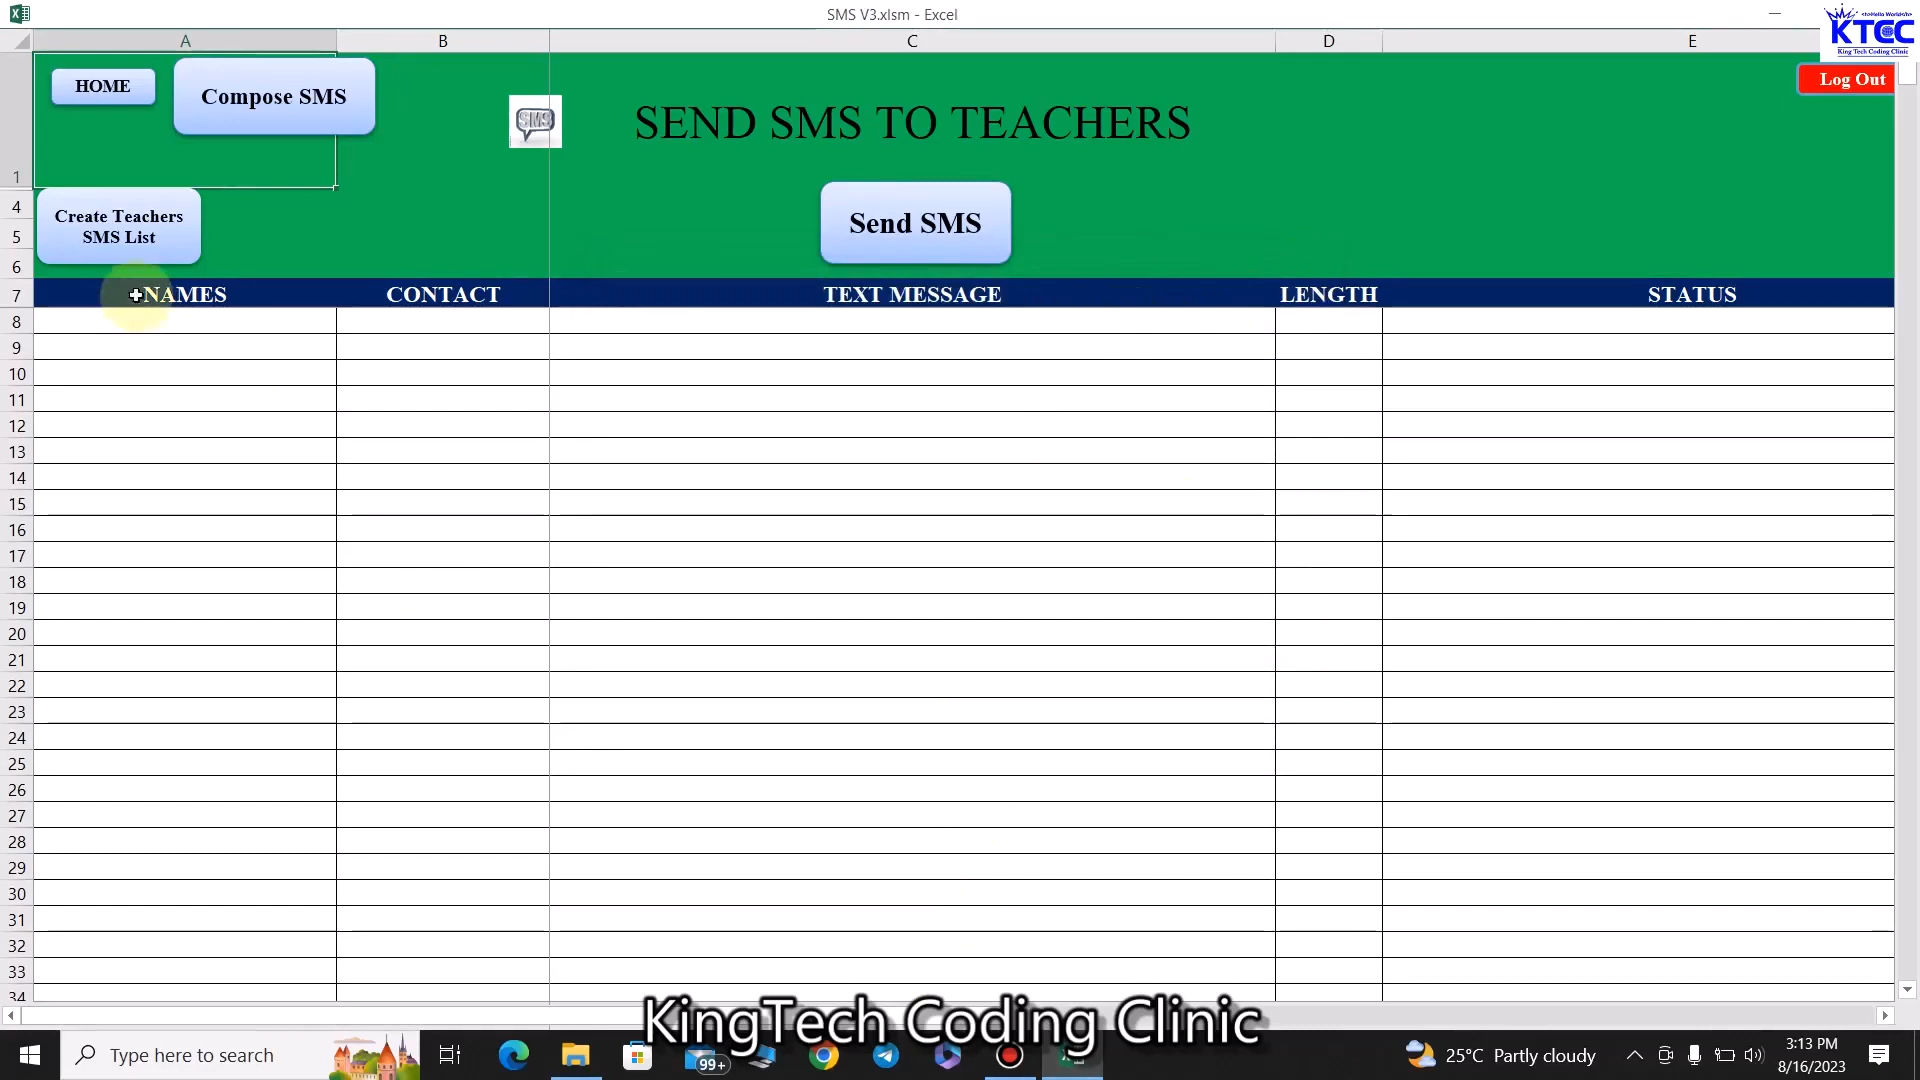 SMS V3.xlsm - Excel
<to>Hello World</>
KTCC
King Tech Coding Clinic
A B C D E
HOME
Compose SMS
SMS
SEND SMS TO TEACHERS
Log Out
1
4
Create Teachers
SMS List
Send SMS
5
6
7 NAMES CONTACT TEXT MESSAGE LENGTH STATUS
8
9
10
11
12
13
14
15
16
17
18
19
20
21
22
23
24
25
26
27
28
29
30
31
32
33
34
KingTech Coding Clinic
Type here to search
99+
25°C Partly cloudy
3:13 PM
8/16/2023